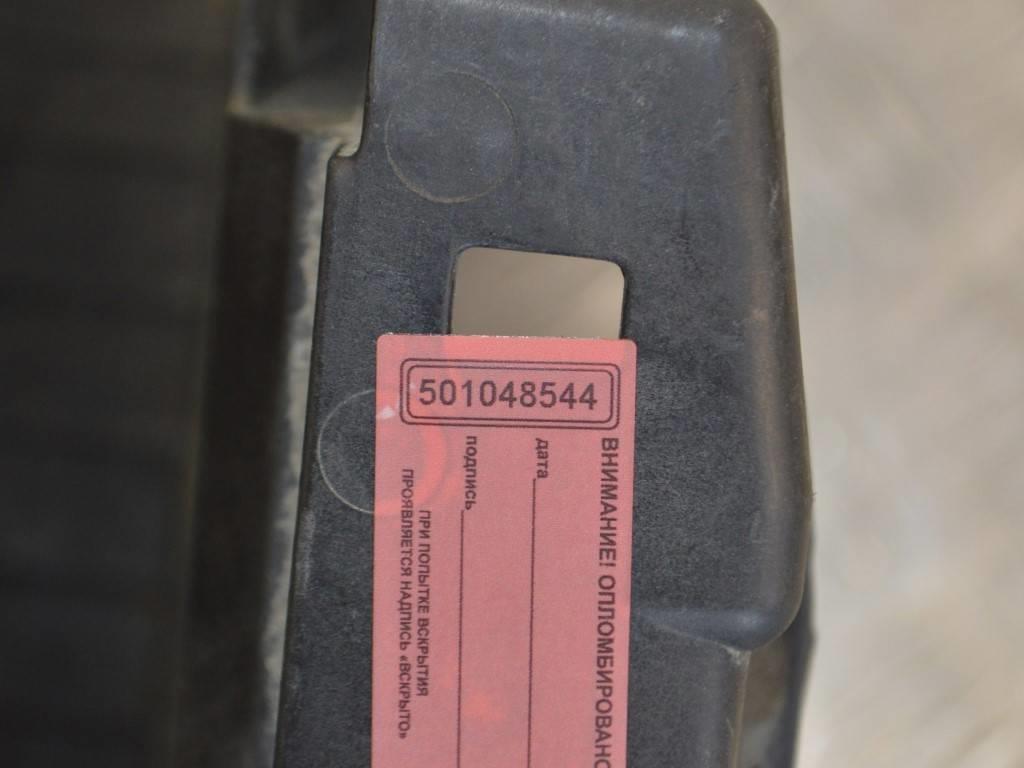 501048544
ВНИМАНИЕ! ОПЛОМБИРОВАНО
дата
подпись
ПРИ ПОПЫТКЕ ВСКРЫТИЯ
ПРОЯВЛЯЕТСЯ НАДПИСЬ «ВСКРЫТО»